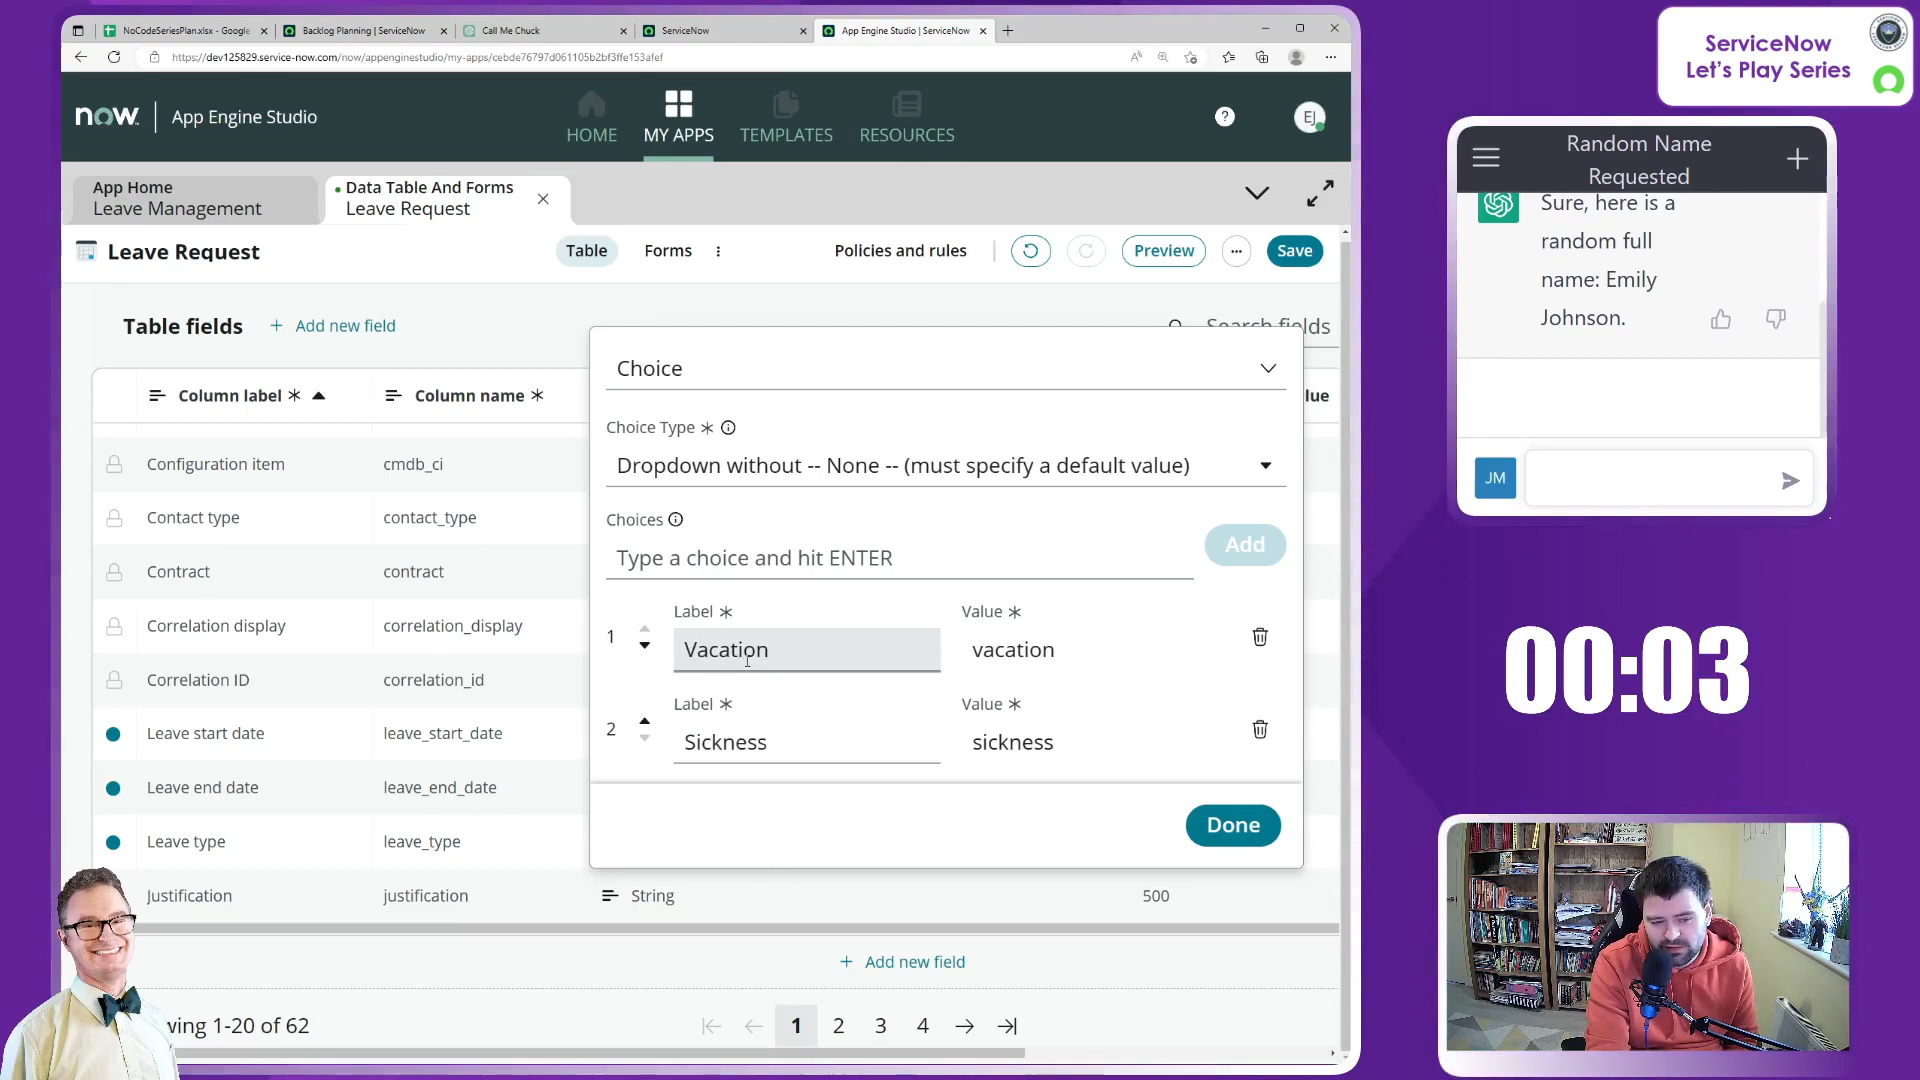 NoCodeSeriesPlan.xlsx - Google
Backlog Planning | ServiceNow
Call Me Chuck
ServiceNow
App Engine Studio | ServiceNow
https://dev125829.service-now.com/now/appenginestudio/my-apps/cebde76797d061105b2bf3ffe153afef
now
App Engine Studio
HOME
MY APPS
TEMPLATES
RESOURCES
?
EJ
App Home
Leave Management
Data Table And Forms
Leave Request
Leave Request
Table
Forms
Policies and rules
Preview
Save
Table fields
+ Add new field
Search fields
Column label *
Column name *
lue
Configuration item
cmdb_ci
Contact type
contact_type
Contract
contract
Correlation display
correlation_display
Correlation ID
correlation_id
Leave start date
leave_start_date
Leave end date
leave_end_date
Leave type
leave_type
Justification
justification
String
500
Choice
Choice Type *
Dropdown without -- None -- (must specify a default value)
Choices
Type a choice and hit ENTER
Add
Label *
Value *
1
Vacation
vacation
Label *
Value *
2
Sickness
sickness
Done
+ Add new field
wing 1-20 of 62
1 2 3 4
ServiceNow
Let's Play Series
Random Name
Requested
Sure, here is a
random full
name: Emily
Johnson.
JM
00:03